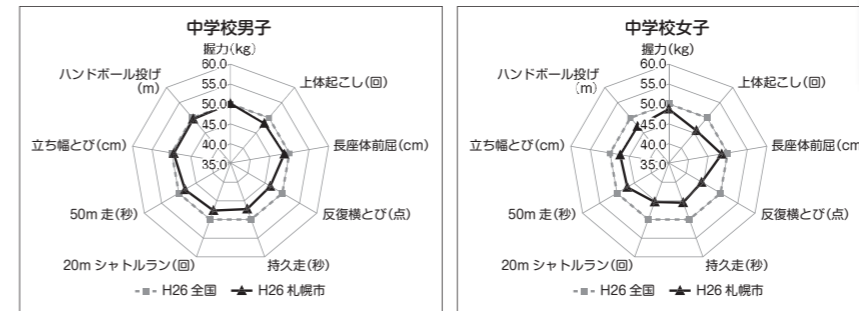 中学校男子
握力(kg)
60.0
55.0
50.0
45.0
40.0
35.0
上体起こし(回)
長座体前屈(cm)
反復横とび(点)
持久走(秒)
20m シャトルラン(回)
50m 走(秒)
立ち幅とび(cm)
ハンドボール投げ
(m)
H26 全国
H26 札幌市
中学校女子
握力(kg)
60.0
55.0
50.0
45.0
40.0
35.0
上体起こし(回)
長座体前屈(cm)
反復横とび(点)
持久走(秒)
20m シャトルラン(回)
50m 走(秒)
立ち幅とび(cm)
ハンドボール投げ
(m)
H26 全国
H26 札幌市